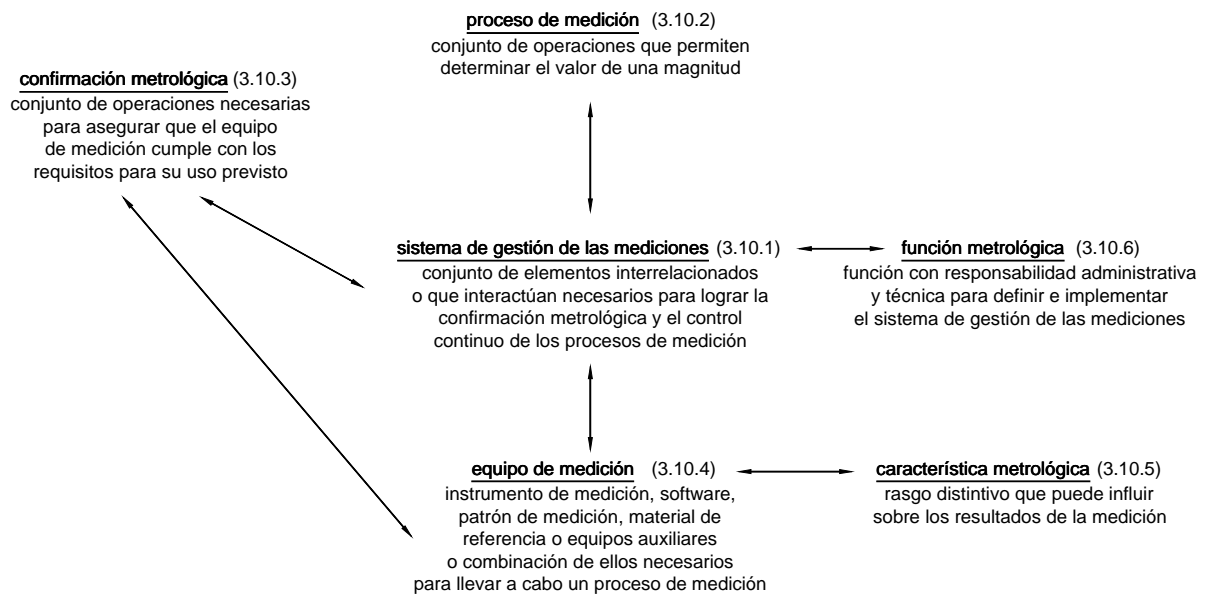 proceso de medición (3.10.2)
conjunto de operaciones que permiten
determinar el valor de una magnitud
confirmación metrológica (3.10.3)
conjunto de operaciones necesarias
para asegurar que el equipo
de medición cumple con los
requisitos para su uso previsto
sistema de gestión de las mediciones (3.10.1)
conjunto de elementos interrelacionados
o que interactúan necesarios para lograr la
confirmación metrológica y el control
continuo de los procesos de medición
función metrológica (3.10.6)
función con responsabilidad administrativa
y técnica para definir e implementar
el sistema de gestión de las mediciones
equipo de medición (3.10.4)
instrumento de medición, software,
patrón de medición, material de
referencia o equipos auxiliares
o combinación de ellos necesarios
para llevar a cabo un proceso de medición
característica metrológica (3.10.5)
rasgo distintivo que puede influir
sobre los resultados de la medición